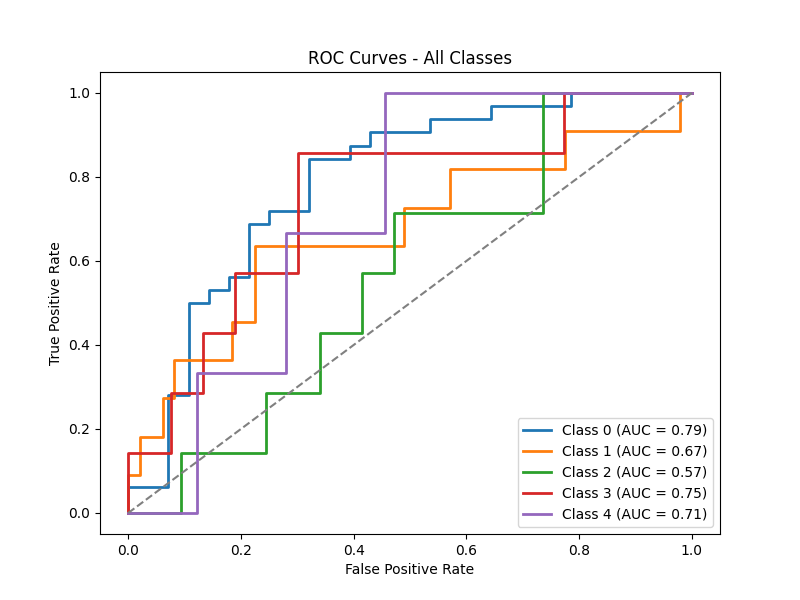 ROC Curves - All Classes
True Positive Rate
1.0
0.8
0.6
0.4
0.2
0.0
Class 0 (AUC = 0.79)
Class 1 (AUC = 0.67)
Class 2 (AUC = 0.57)
Class 3 (AUC = 0.75)
Class 4 (AUC = 0.71)
0.0 0.2 0.4 0.6 0.8 1.0
False Positive Rate